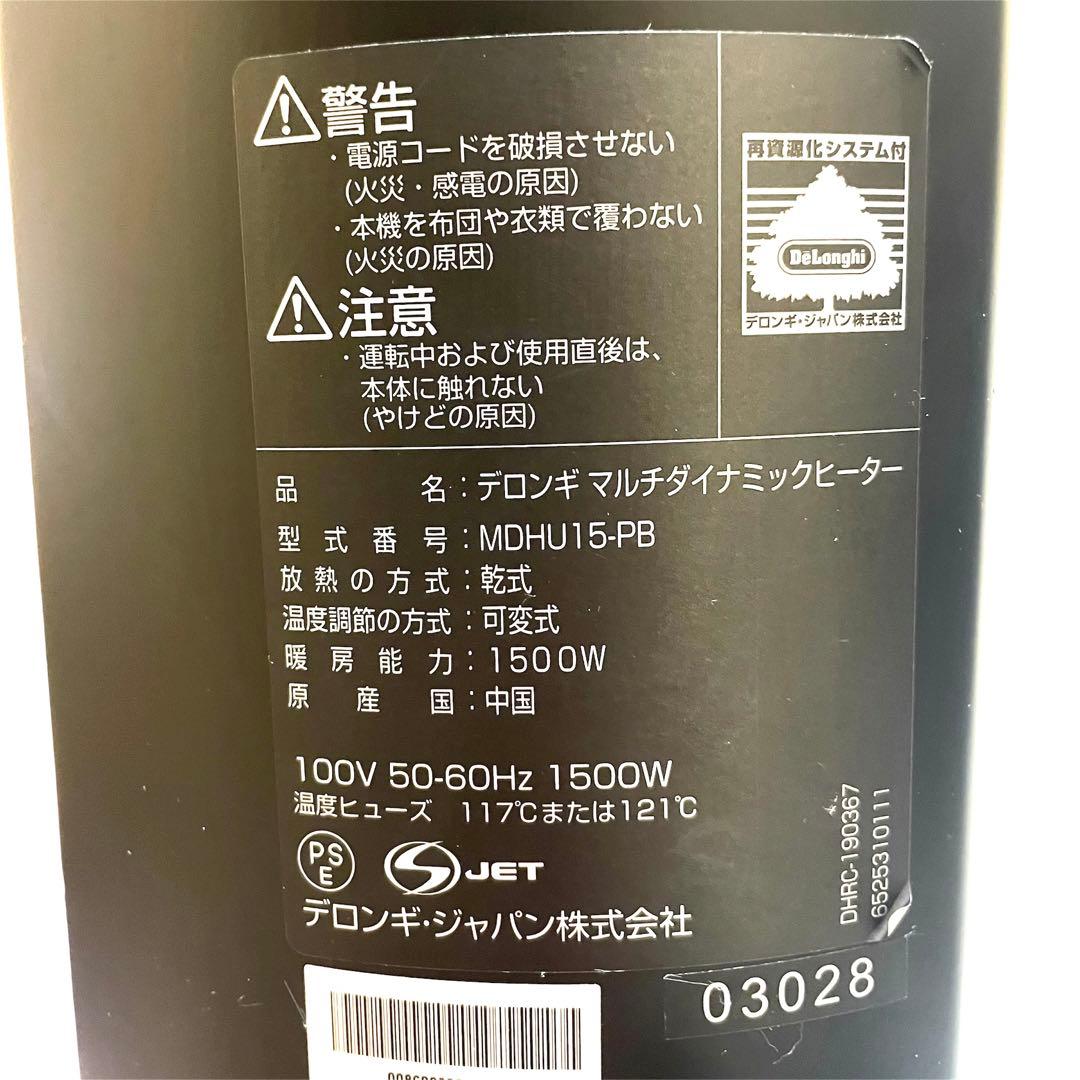 警告
・電源コードを破損させない
(火災・感電の原因)
・本機を布団や衣類で覆わない
(火災の原因)
注意
・運転中および使用直後は、
本体に触れない
(やけどの原因)
再資源化システム付
DeLonghi
デロンギ・ジャパン株式会社
品名：デロンギ マルチダイナミックヒーター
型式番号：MDHU15-PB
放熱の方式：乾式
温度調節の方式：可変式
暖房能力：1500W
原産国：中国
100V 50-60Hz 1500W
温度ヒューズ 117℃または121℃
PSE
S JET
デロンギ・ジャパン株式会社
DHRC-190367
6525310111
03028